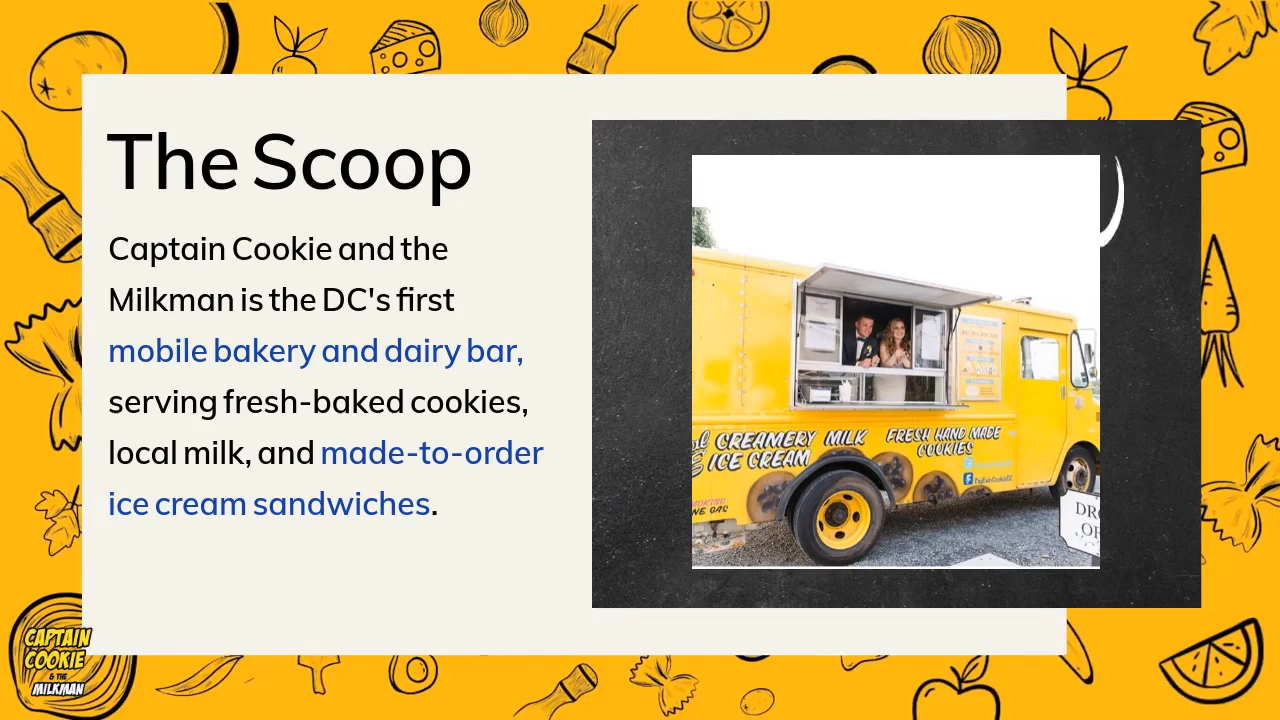 The Scoop
Captain Cookie and the
Milkman is the DC's first
mobile bakery and dairy bar,
serving fresh-baked cookies,
local milk, and made-to-order
ice cream sandwiches.
CREAMERY MILK
ICE CREAM
FRESH HAND MADE
COOKIES
CaptainCookieDC
CAPTAIN
COOKIE
& THE
MILKMAN